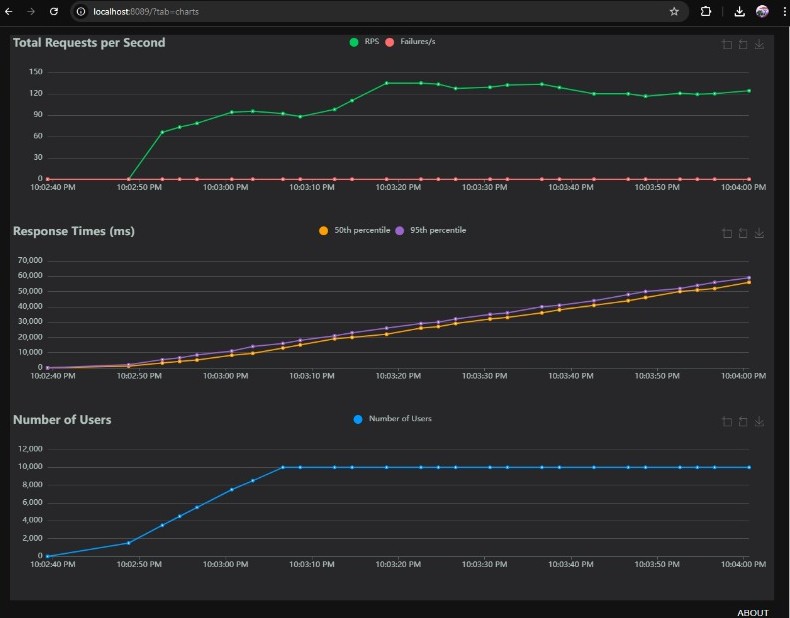 localhost:8089/?tab=charts
Total Requests per Second
RPS Failures/s
150
120
90
60
30
0
10:02:40 PM 10:02:50 PM 10:03:00 PM 10:03:10 PM 10:03:20 PM 10:03:30 PM 10:03:40 PM 10:03:50 PM 10:04:00 PM
Response Times (ms)
50th percentile 95th percentile
70,000
60,000
50,000
40,000
30,000
20,000
10,000
0
10:02:40 PM 10:02:50 PM 10:03:00 PM 10:03:10 PM 10:03:20 PM 10:03:30 PM 10:03:40 PM 10:03:50 PM 10:04:00 PM
Number of Users
Number of Users
12,000
10,000
8,000
6,000
4,000
2,000
0
10:02:40 PM 10:02:50 PM 10:03:00 PM 10:03:10 PM 10:03:20 PM 10:03:30 PM 10:03:40 PM 10:03:50 PM 10:04:00 PM
ABOUT